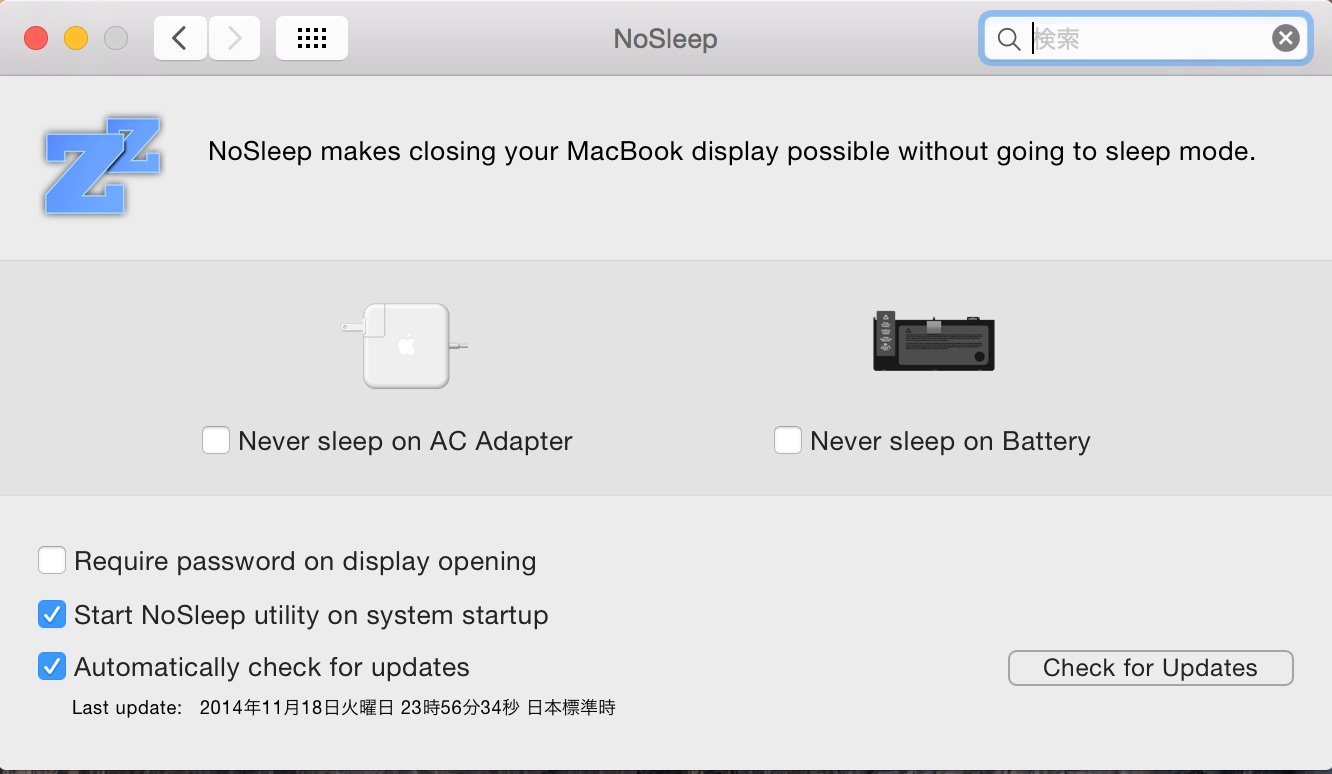 NoSleep
検索
NoSleep makes closing your MacBook display possible without going to sleep mode.
Never sleep on AC Adapter
Never sleep on Battery
Require password on display opening
Start NoSleep utility on system startup
Automatically check for updates
Check for Updates
Last update: 2014年11月18日火曜日 23時56分34秒 日本標準時